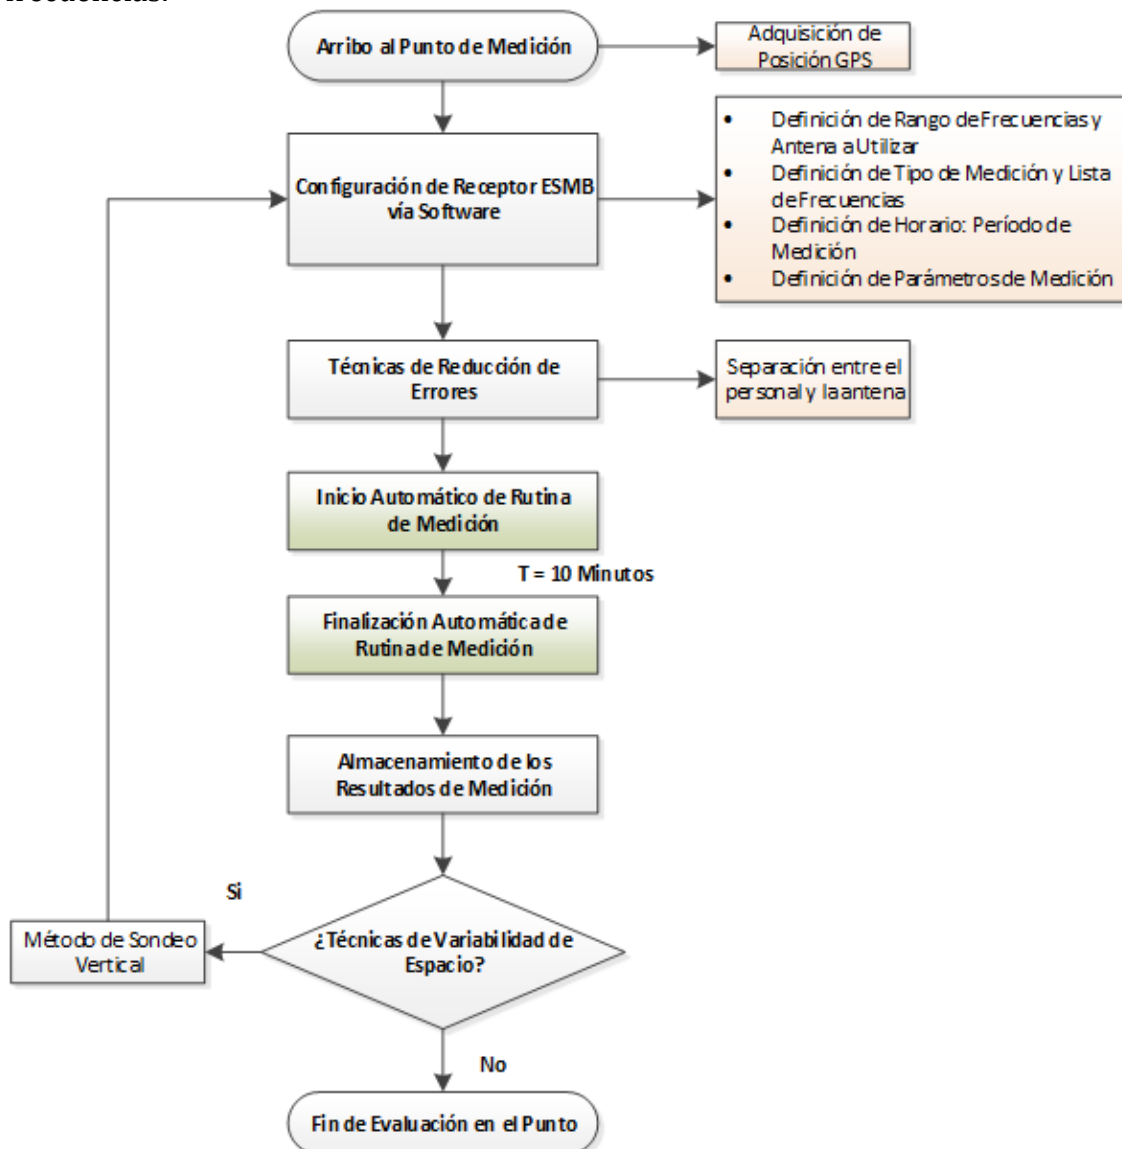 frecuencias.
Arribo al Punto de Medición
Adquisición de
Posición GPS
Configuración de Receptor ESMB
vía Software
• Definición de Rango de Frecuencias y
Antena a Utilizar
• Definición de Tipo de Medición y Lista
de Frecuencias
• Definición de Horario: Período de
Medición
• Definición de Parámetros de Medición
Técnicas de Reducción de
Errores
Separación entre el
personal y la antena
Inicio Automático de Rutina
de Medición
T = 10 Minutos
Finalización Automática de
Rutina de Medición
Almacenamiento de los
Resultados de Medición
Si
¿Técnicas de Variabilidad de
Espacio?
Método de Sondeo
Vertical
No
Fin de Evaluación en el Punto